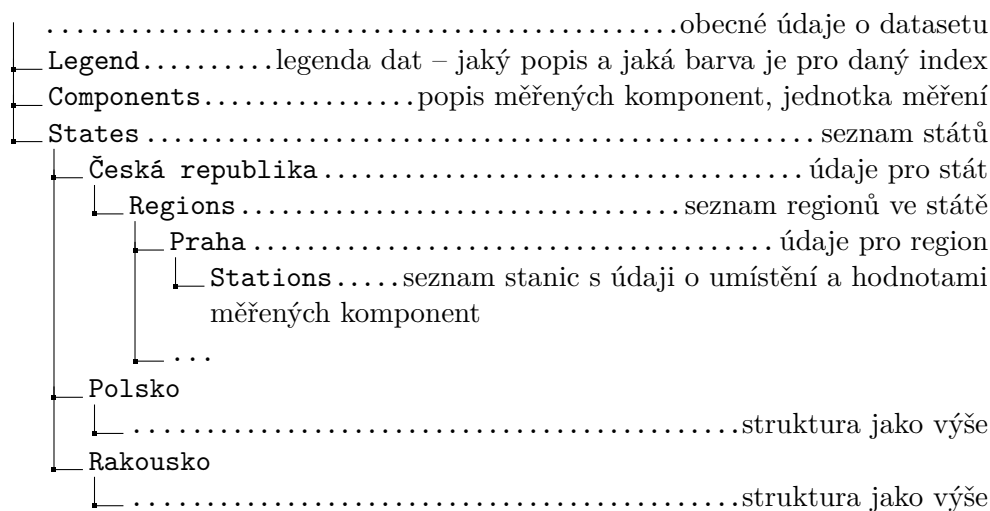 ...............................................obecné údaje o datasetu
Legend..........legenda dat – jaký popis a jaká barva je pro daný index
Components................popis měřených komponent, jednotka měření
States.................................................. seznam států
Česká republika.................................... údaje pro stát
Regions.................................seznam regionů ve státě
Praha....................................... údaje pro region
Stations.....seznam stanic s údaji o umístění a hodnotami
měřených komponent
...
Polsko
.............................................struktura jako výše
Rakousko
.............................................struktura jako výše